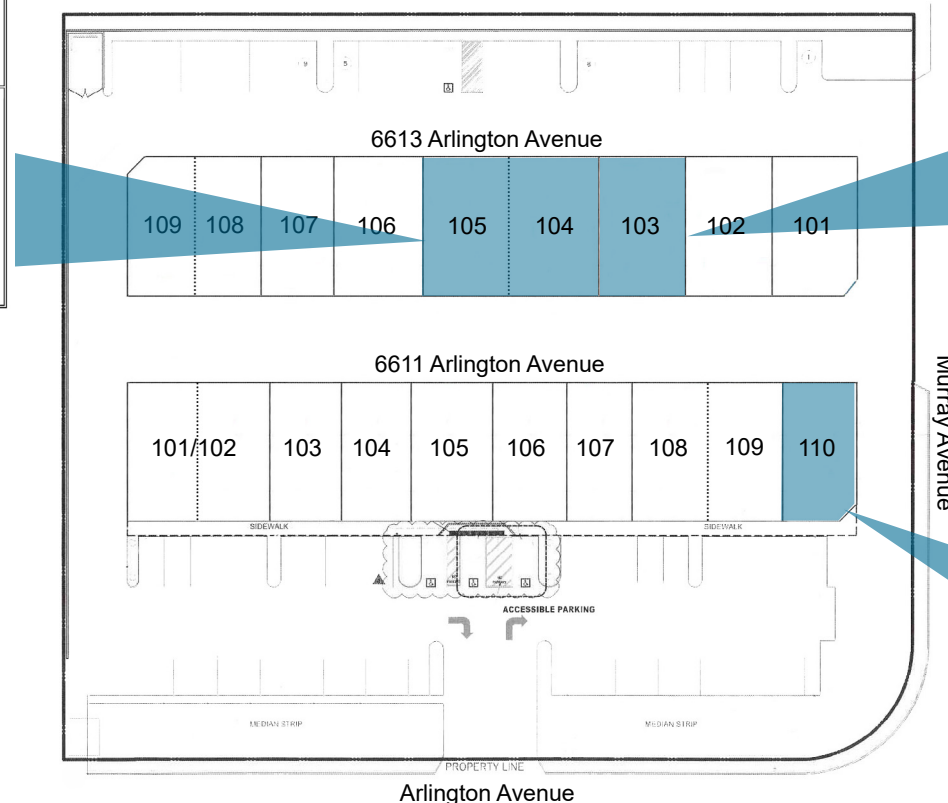 6613 Arlington Avenue
109 108 107 106 105 104 103 102 101
6611 Arlington Avenue
Murray Avenue
101/102 103 104 105 106 107 108 109 110
SIDEWALK SIDEWALK
ACCESSIBLE PARKING
MEDIAN STRIP MEDIAN STRIP
PROPERTY LINE
Arlington Avenue